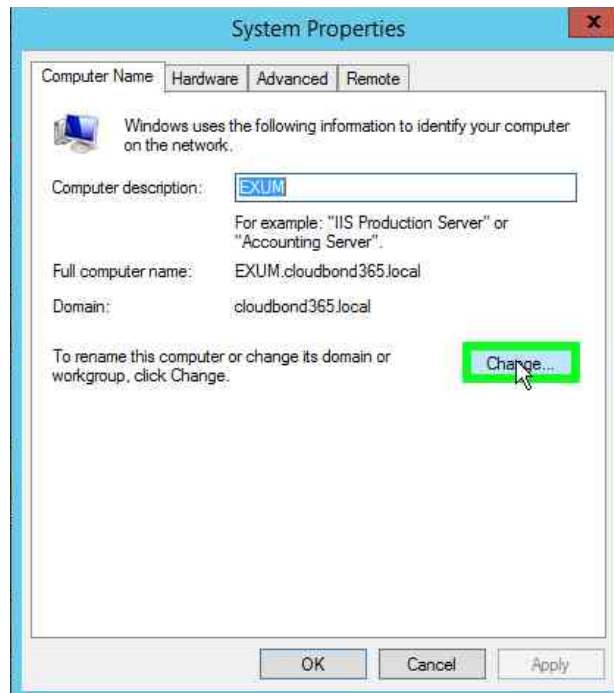 System Properties
x
Computer Name Hardware Advanced Remote
Windows uses the following information to identify your computer
on the network.
Computer description: EXUM
For example: "IIS Production Server" or
"Accounting Server".
Full computer name: EXUM.cloudbond365.local
Domain: cloudbond365.local
To rename this computer or change its domain or
workgroup, click Change.
Change...
OK Cancel Apply